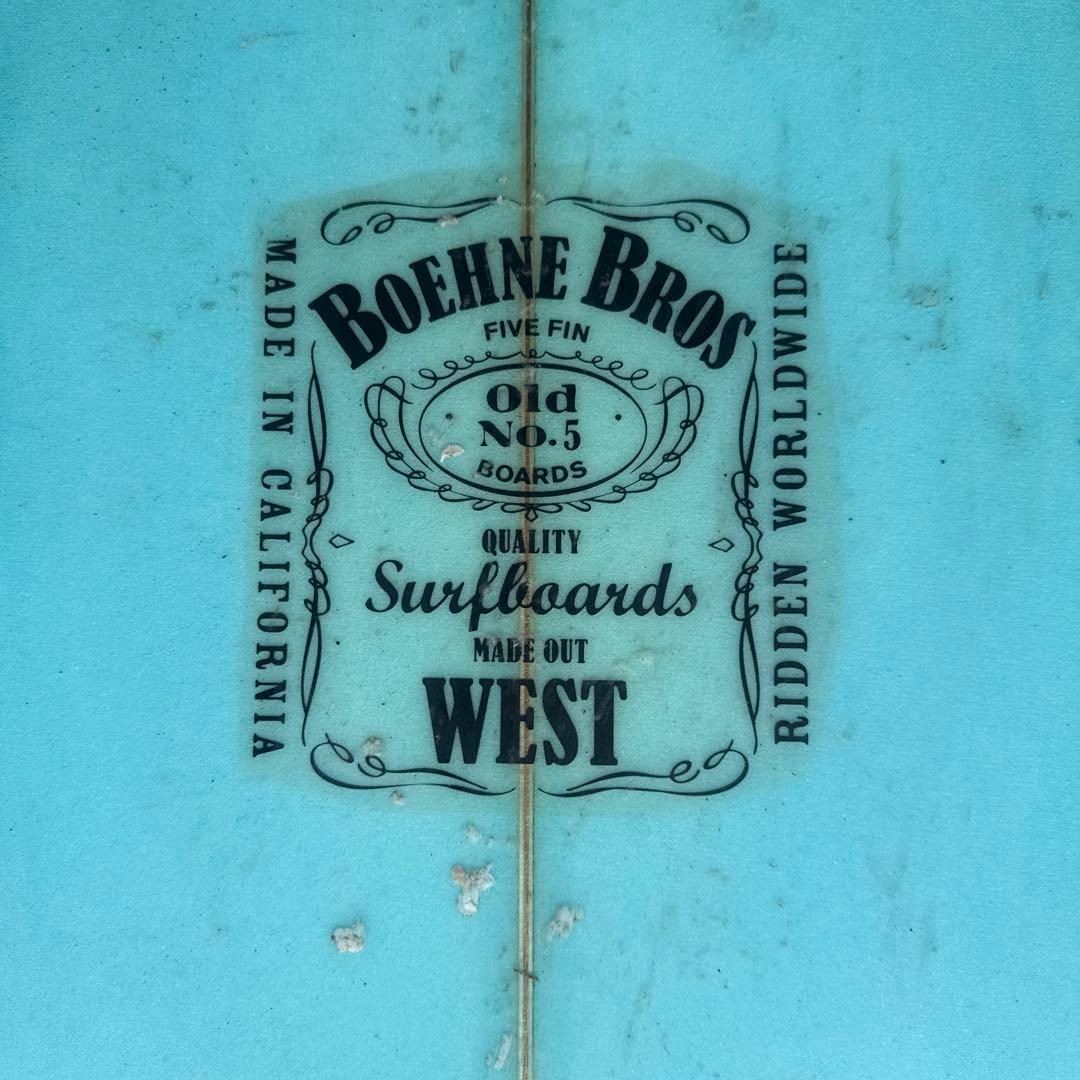 BOEHNE BROS
FIVE FIN
Old
No. 5
BOARDS
QUALITY
Surfboards
MADE OUT
WEST
MADE IN CALIFORNIA
RIDDEN WORLDWIDE